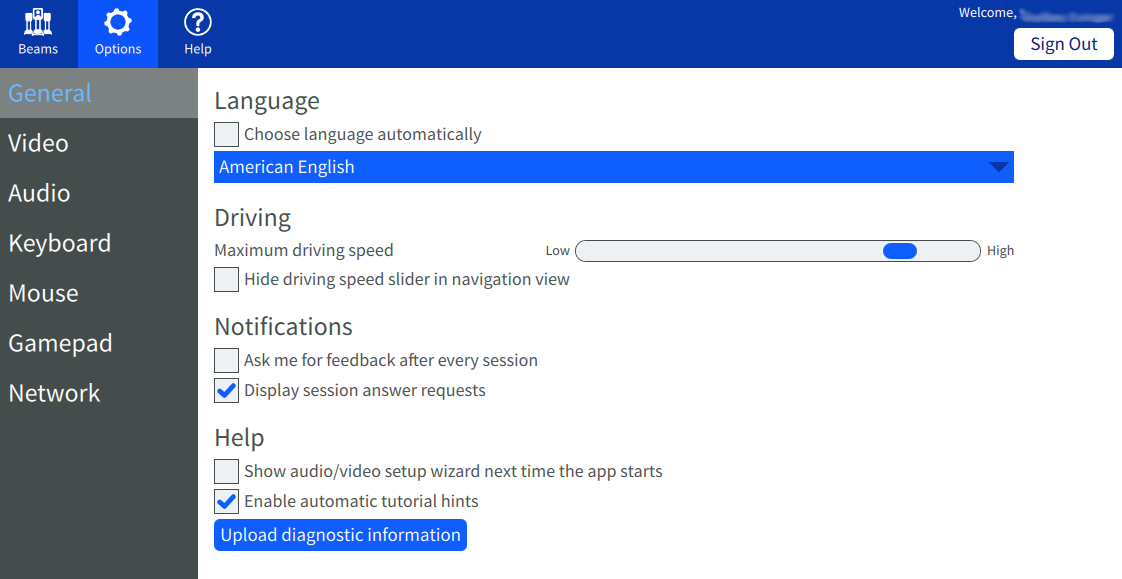 Beams
Options
Help
Welcome,
Sign Out
General
Video
Audio
Keyboard
Mouse
Gamepad
Network
Language
Choose language automatically
American English
Driving
Maximum driving speed
Low
High
Hide driving speed slider in navigation view
Notifications
Ask me for feedback after every session
Display session answer requests
Help
Show audio/video setup wizard next time the app starts
Enable automatic tutorial hints
Upload diagnostic information